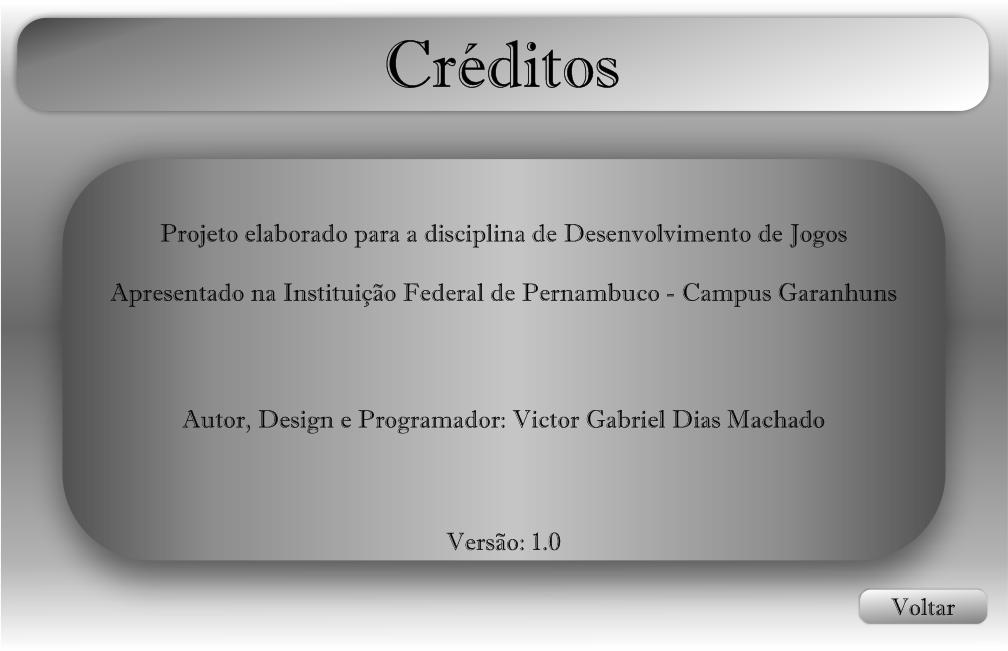 Créditos
Projeto elaborado para a disciplina de Desenvolvimento de Jogos
Apresentado na Instituição Federal de Pernambuco - Campus Garanhuns
Autor, Design e Programador: Victor Gabriel Dias Machado
Versão: 1.0
Voltar